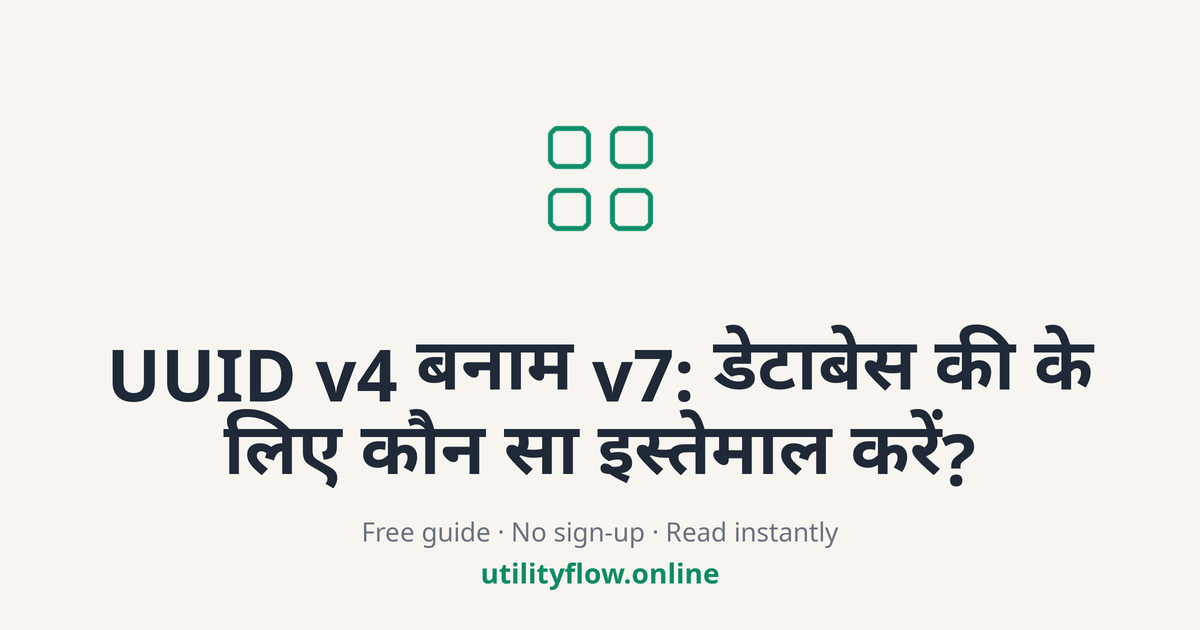 UUID v4 बनाम v7: डेटाबेस की के
लिए कौन सा इस्तेमाल करें?
Free guide · No sign-up · Read instantly
utilityflow.online